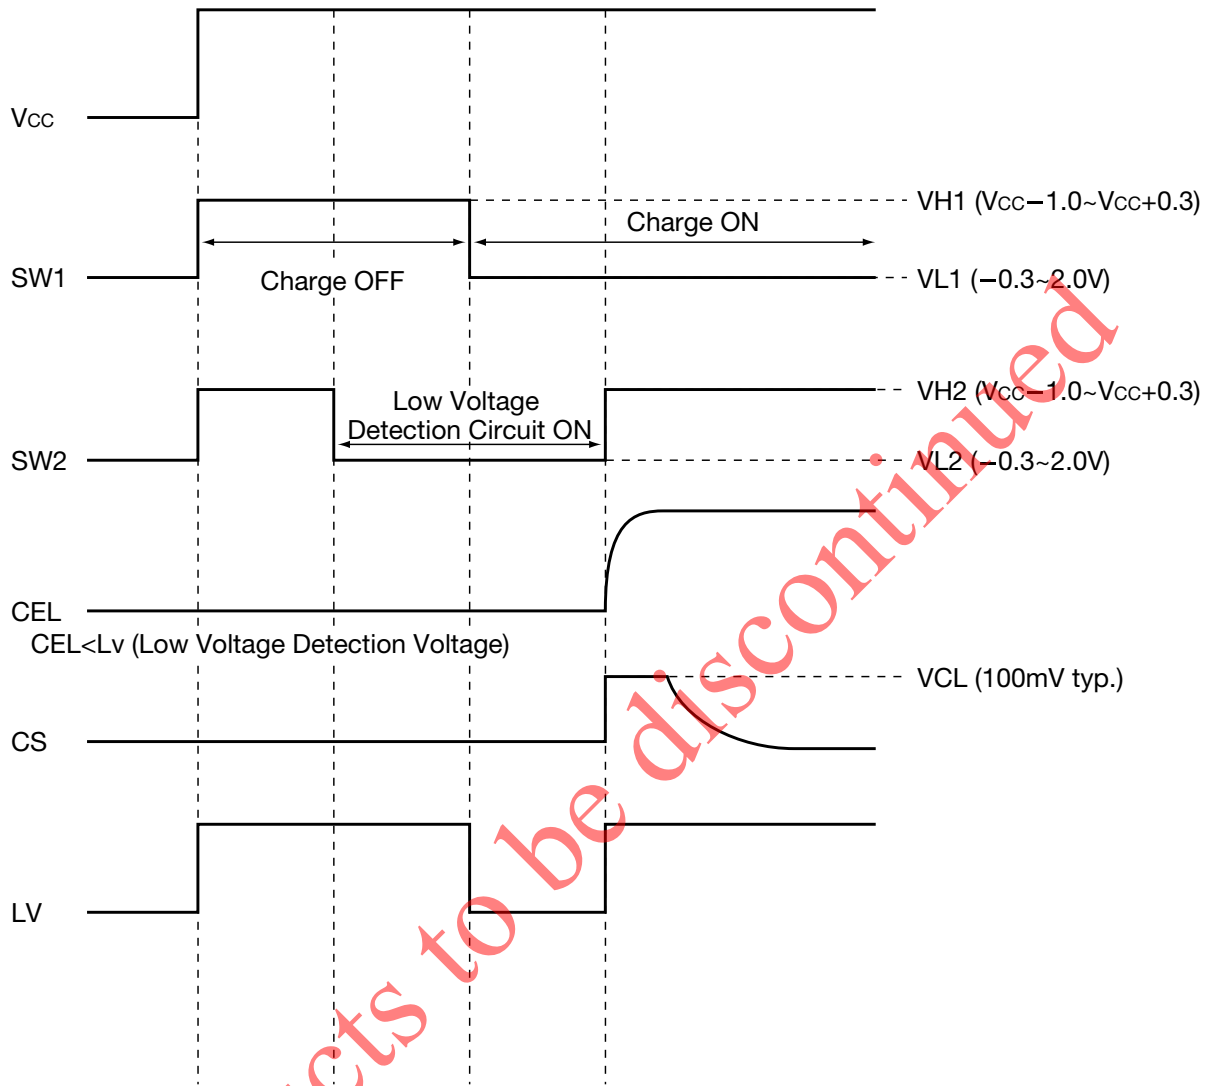 VCC
VH1 (VCC−1.0~VCC+0.3)
Charge ON
SW1
Charge OFF
VL1 (−0.3~2.0V)
VH2 (VCC−1.0~VCC+0.3)
Low Voltage
Detection Circuit ON
SW2
VL2 (−0.3~2.0V)
CEL
CEL<Lv (Low Voltage Detection Voltage)
VCL (100mV typ.)
CS
LV
cts to be discontinued